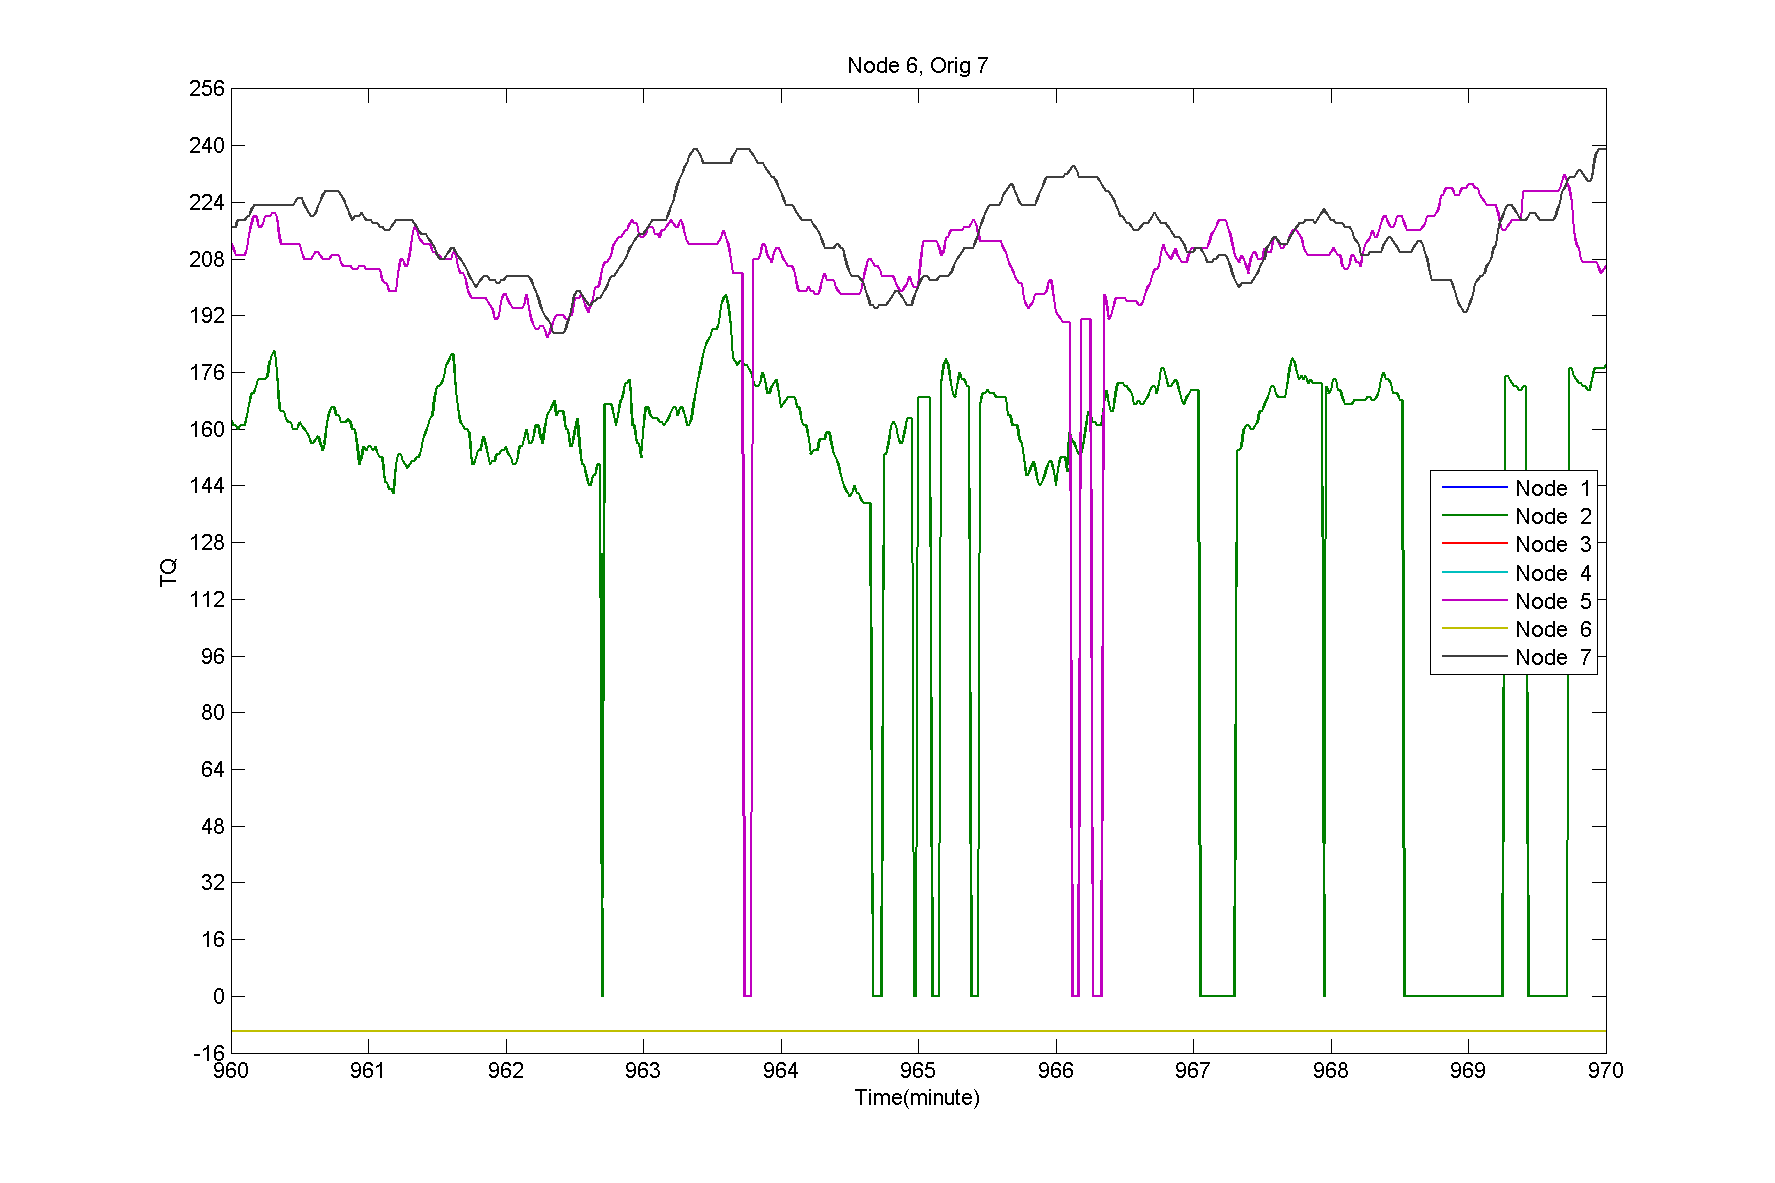 Node 6, Orig 7
256
240
224
208
192
176
160
144
128
112
96
80
64
48
32
16
0
-16
TQ
Node 1
Node 2
Node 3
Node 4
Node 5
Node 6
Node 7
960 961 962 963 964 965 966 967 968 969 970
Time(minute)